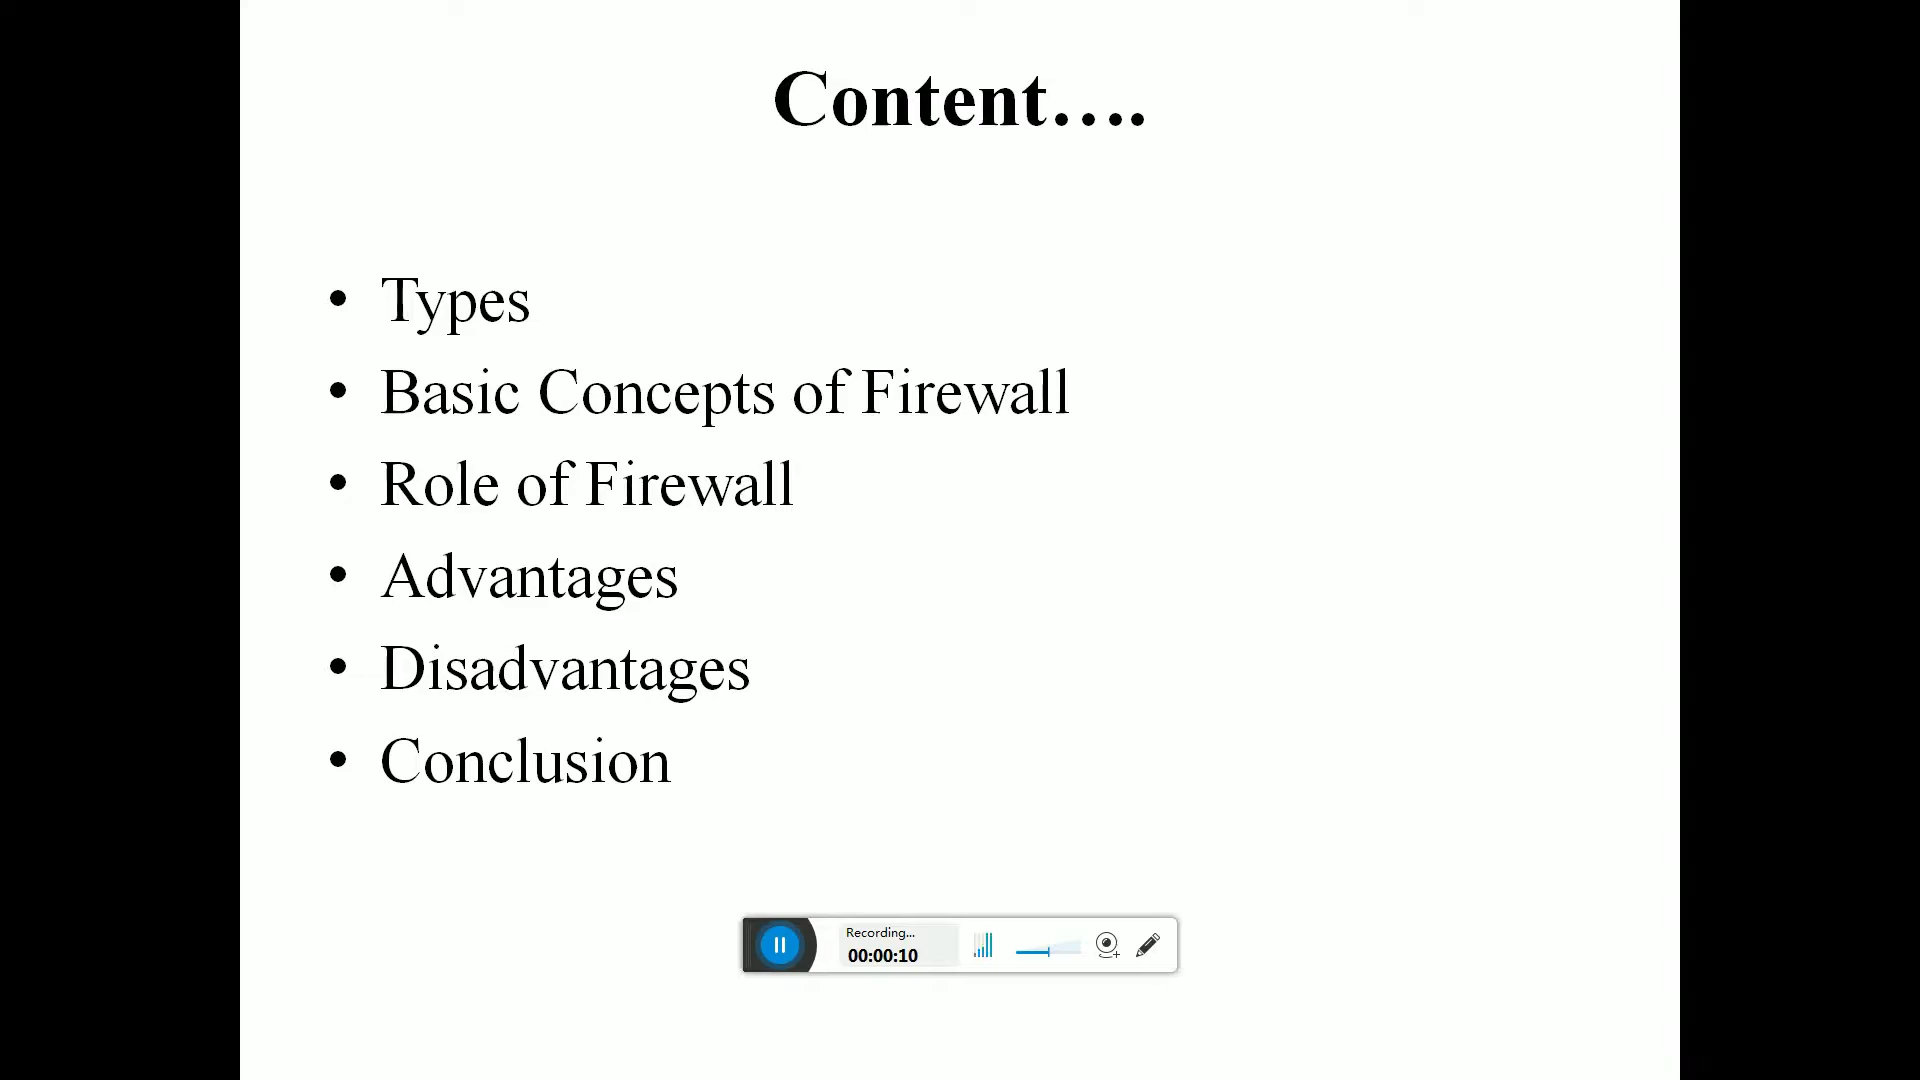 Content….
• Types
• Basic Concepts of Firewall
• Role of Firewall
• Advantages
• Disadvantages
• Conclusion
Recording...
00:00:10